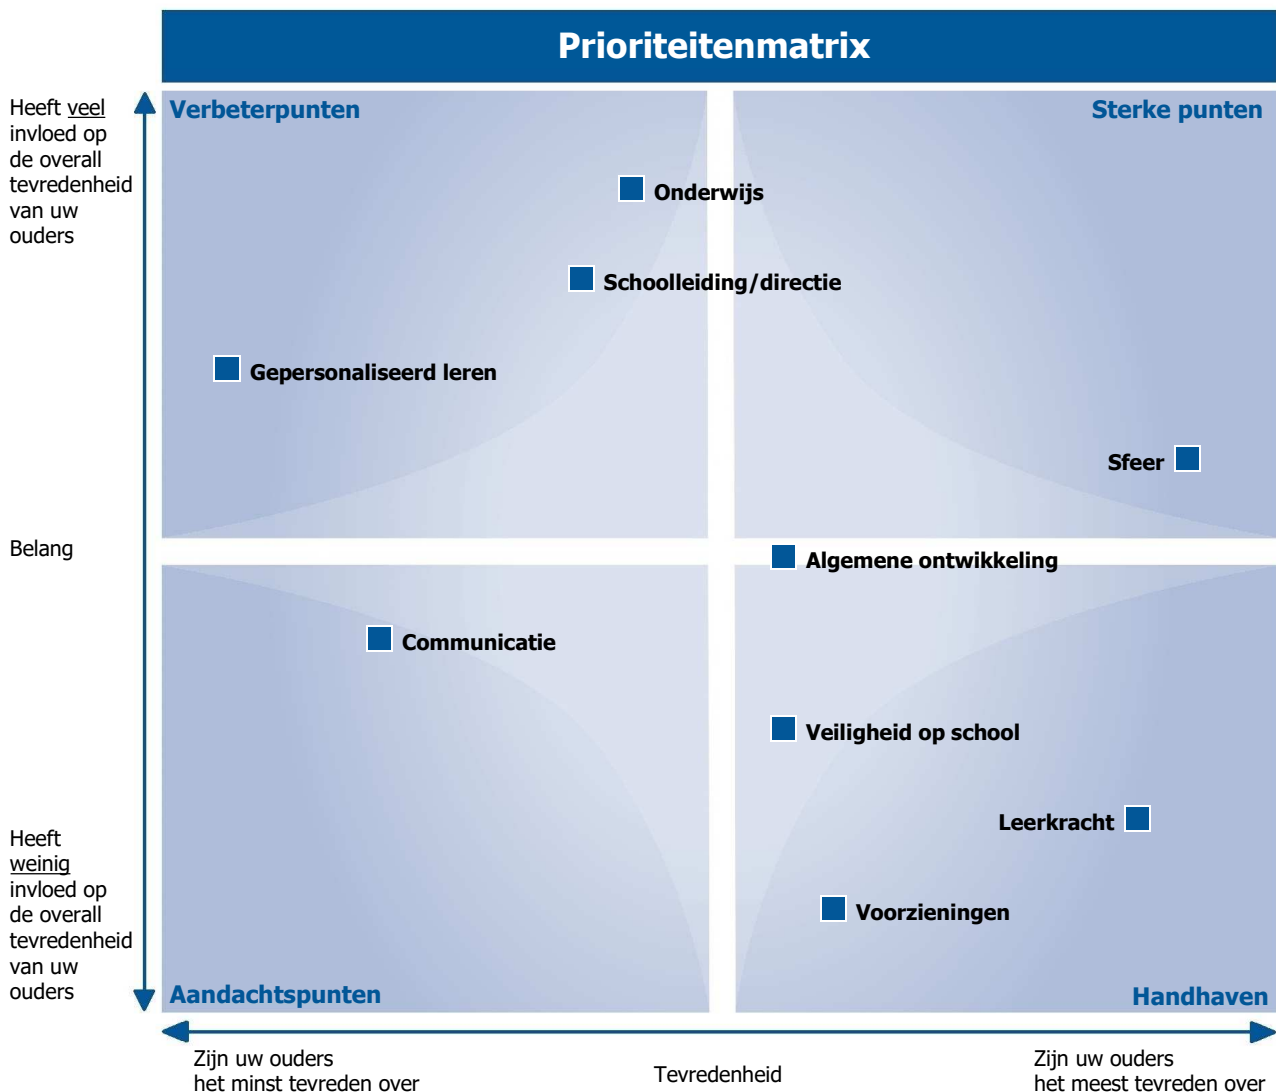 Prioriteitenmatrix
Heeft veel
invloed op
de overall
tevredenheid
van uw
ouders
Verbeterpunten
Sterke punten
Onderwijs
Schoolleiding/directie
Gepersonaliseerd leren
Sfeer
Belang
Algemene ontwikkeling
Communicatie
Veiligheid op school
Leerkracht
Heeft
weinig
invloed op
de overall
tevredenheid
van uw
ouders
Voorzieningen
Aandachtspunten
Handhaven
Zijn uw ouders
het minst tevreden over
Tevredenheid
Zijn uw ouders
het meest tevreden over